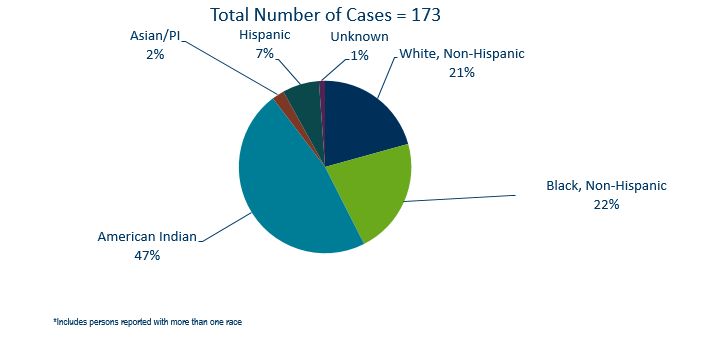 Total Number of Cases = 173
Asian/PI
2%
Hispanic
7%
Unknown
1%
White, Non-Hispanic
21%
Black, Non-Hispanic
22%
American Indian
47%
*Includes persons reported with more than one race